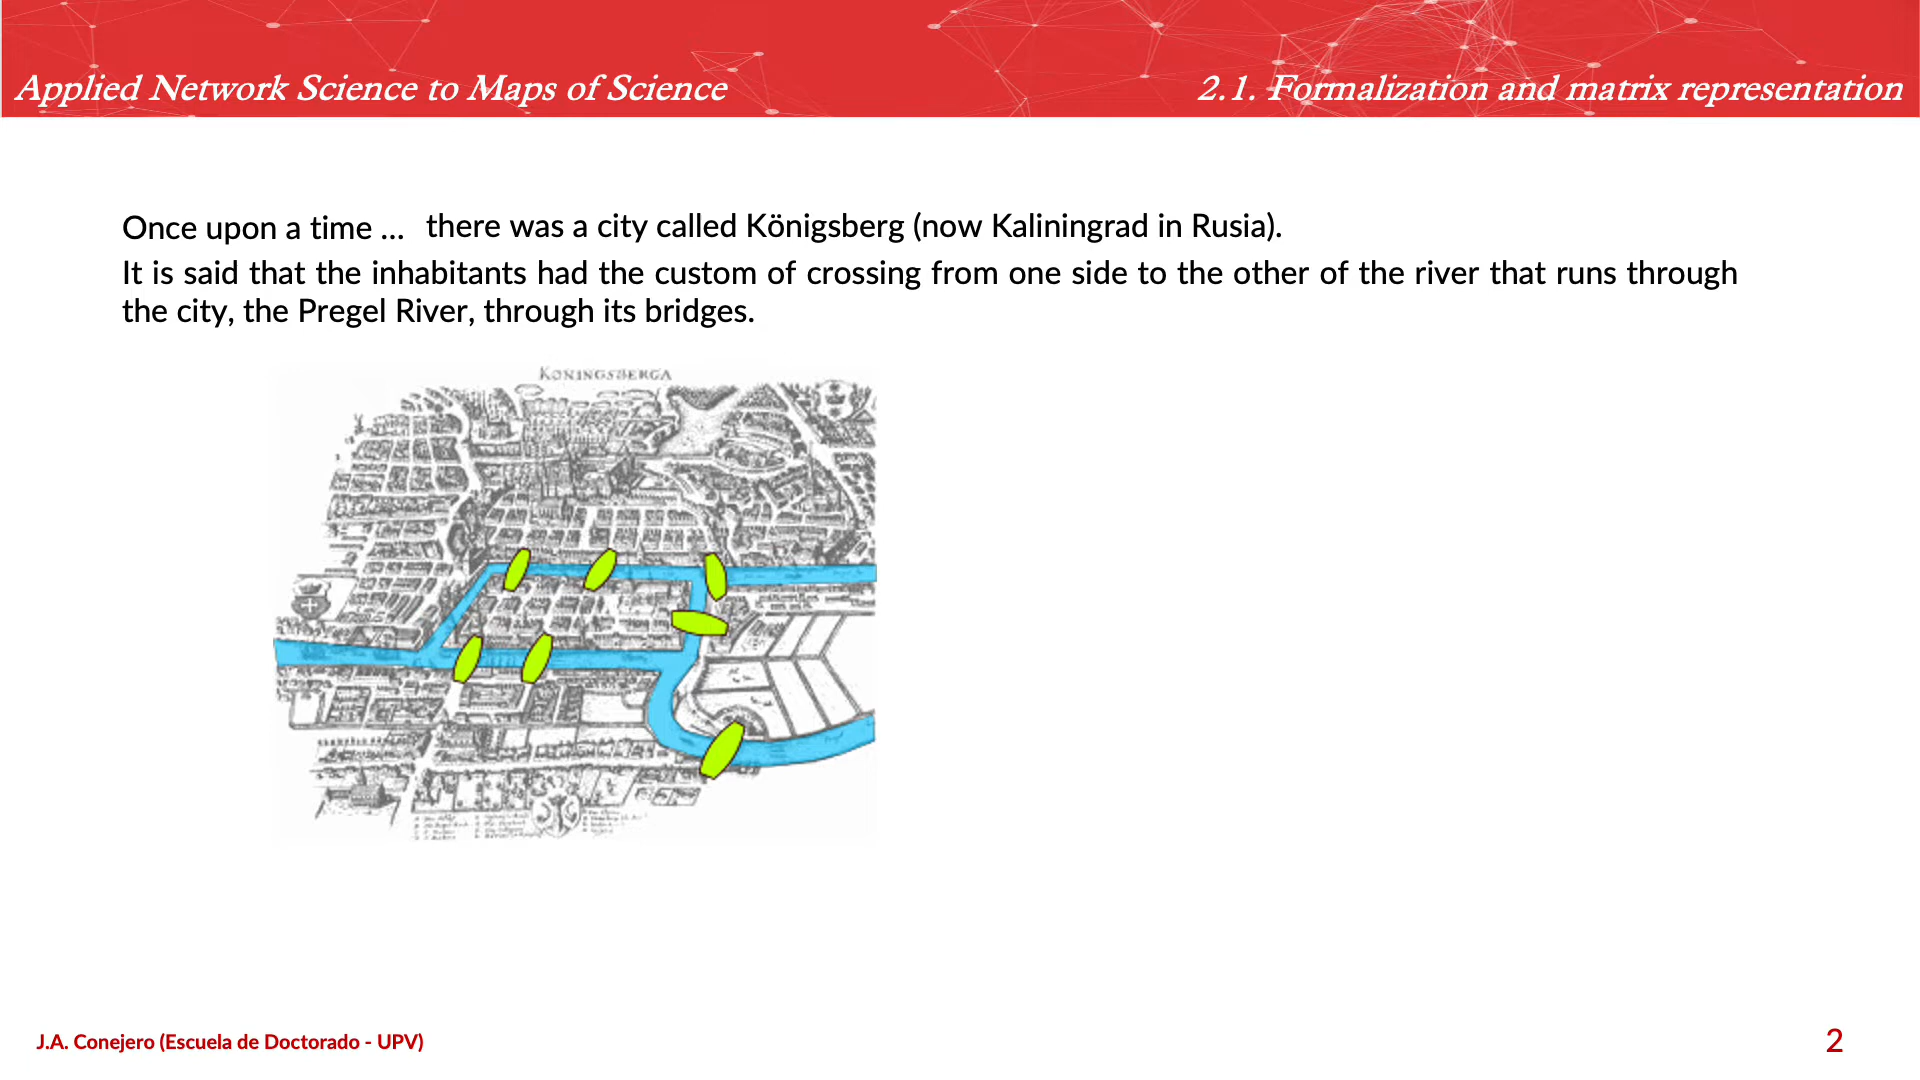 Applied Network Science to Maps of Science
2.1. Formalization and matrix representation
Once upon a time ... there was a city called Königsberg (now Kaliningrad in Rusia).
It is said that the inhabitants had the custom of crossing from one side to the other of the river that runs through
the city, the Pregel River, through its bridges.
KONINGSBERGA
J.A. Conejero (Escuela de Doctorado - UPV)
2